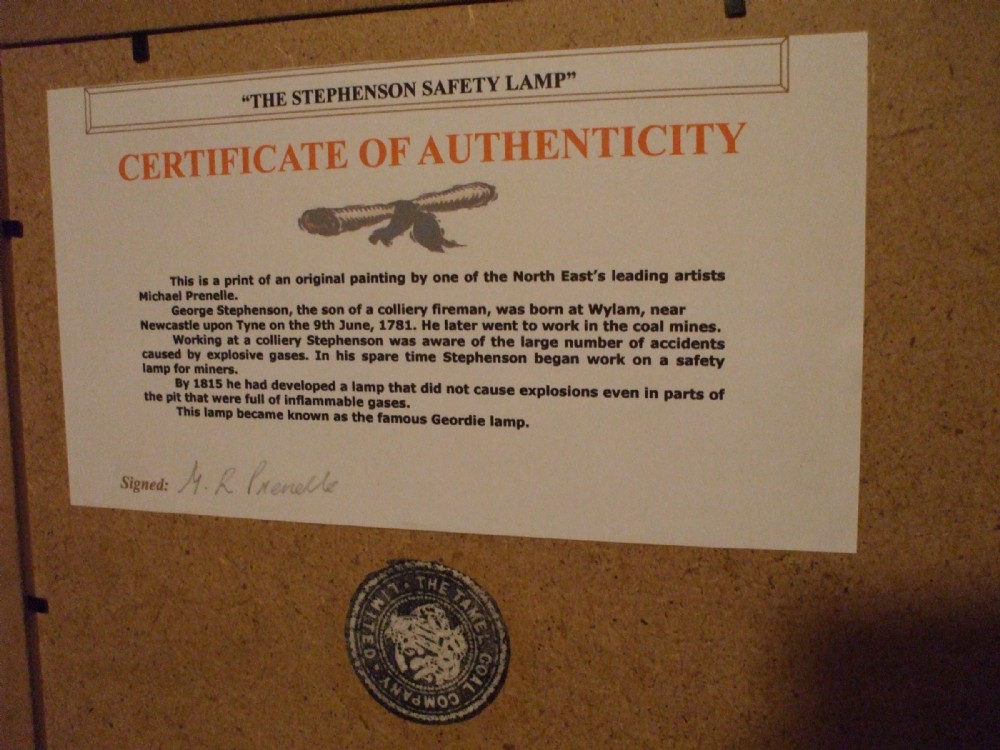 “THE STEPHENSON SAFETY LAMP”
CERTIFICATE OF AUTHENTICITY
This is a print of an original painting by one of the North East’s leading artists
Michael Prenelle.
George Stephenson, the son of a colliery fireman, was born at Wylam, near
Newcastle upon Tyne on the 9th June, 1781. He later went to work in the coal mines.
Working at a colliery Stephenson was aware of the large number of accidents
caused by explosive gases. In his spare time Stephenson began work on a safety
lamp for miners.
By 1815 he had developed a lamp that did not cause explosions even in parts of
the pit that were full of inflammable gases.
This lamp became known as the famous Geordie lamp.
Signed: M. R. Prenelle
THE TAMEL COAL COMPANY • LIMITED •